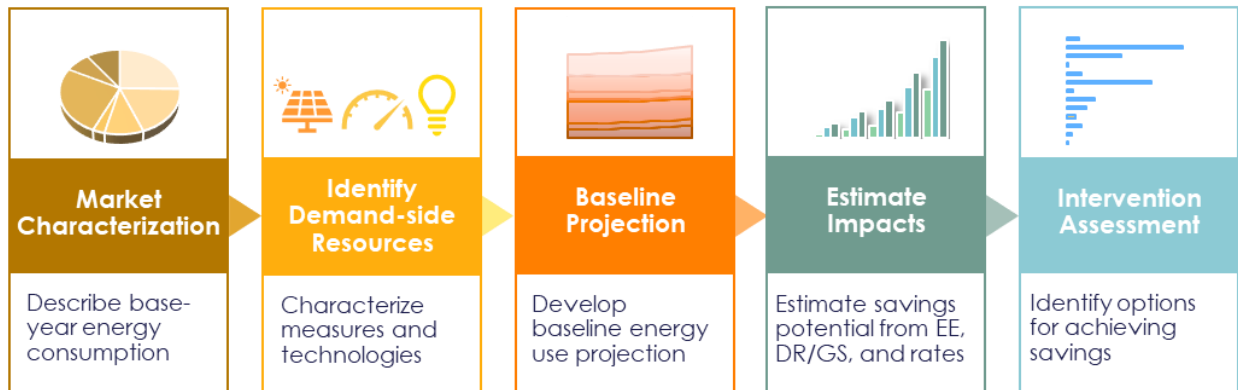 Market
Characterization
Describe base-
year energy
consumption
Identify
Demand-side
Resources
Characterize
measures and
technologies
Baseline
Projection
Develop
baseline energy
use projection
Estimate
Impacts
Estimate savings
potential from EE,
DR/GS, and rates
Intervention
Assessment
Identify options
for achieving
savings